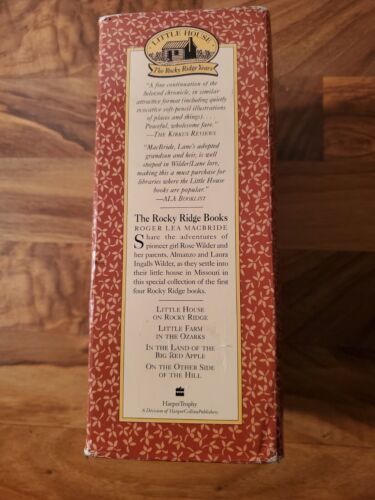 LITTLE HOUSE
The Rocky Ridge Years
"A fine continuation of the
beloved chronicle, in similar
attractive format (including quietly
evocative soft-pencil illustrations
of places and things)....
Peaceful, wholesome fare."
—THE KIRKUS REVIEWS
"MacBride, Lane's adopted
grandson and heir, is well
steeped in Wilder/Lane lore,
making this a must purchase for
libraries where the Little House
books are popular."
—ALA BOOKLIST
The Rocky Ridge Books
ROGER LEA MACBRIDE
Share the adventures of
pioneer girl Rose Wilder and
her parents, Almanzo and Laura
Ingalls Wilder, as they settle into
their little house in Missouri in
this special collection of the first
four Rocky Ridge books.
LITTLE HOUSE
ON ROCKY RIDGE
LITTLE FARM
IN THE OZARKS
IN THE LAND OF THE
BIG RED APPLE
ON THE OTHER SIDE
OF THE HILL
HarperTrophy
A Division of HarperCollinsPublishers